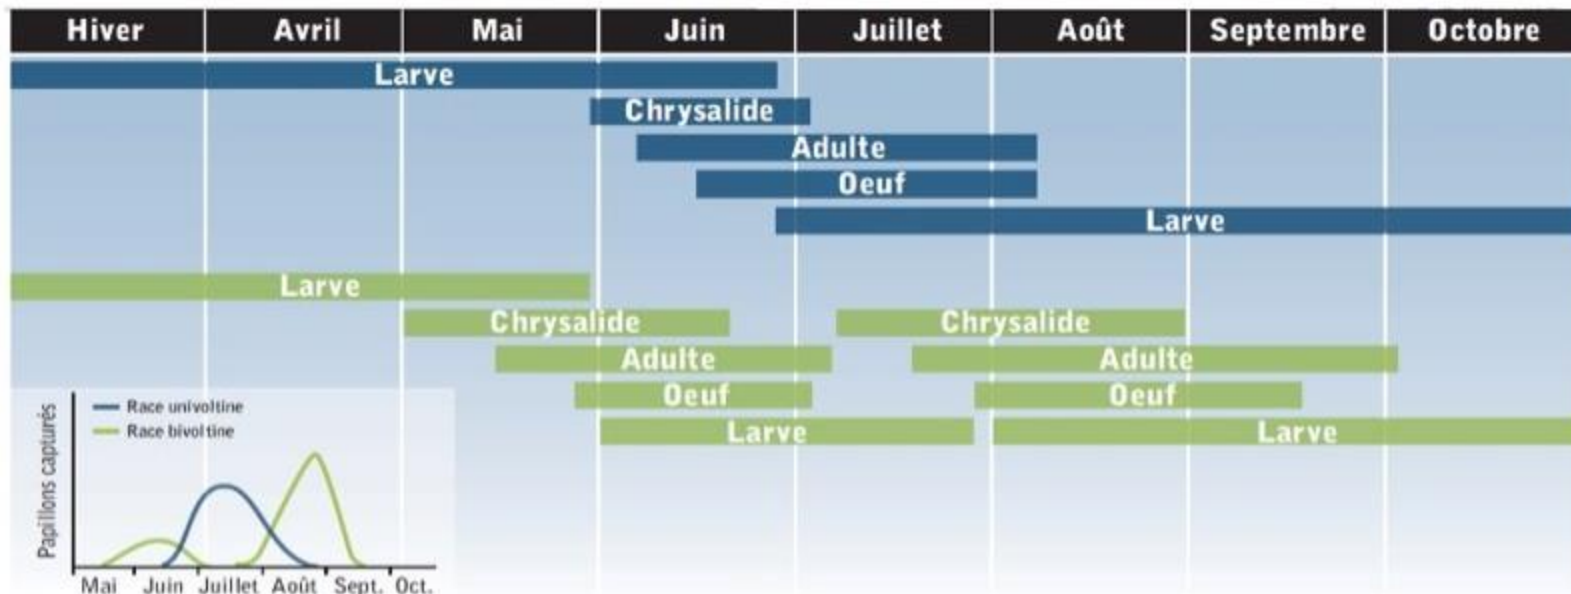 Hiver Avril Mai Juin Juillet Août Septembre Octobre
Larve
Chrysalide
Adulte
Oeuf
Larve
Larve
Chrysalide Chrysalide
Adulte Adulte
Oeuf Oeuf
Larve Larve
Papillons capturés
Race univoltine
Race bivoltine
Mai Juin Juillet Août Sept. Oct.